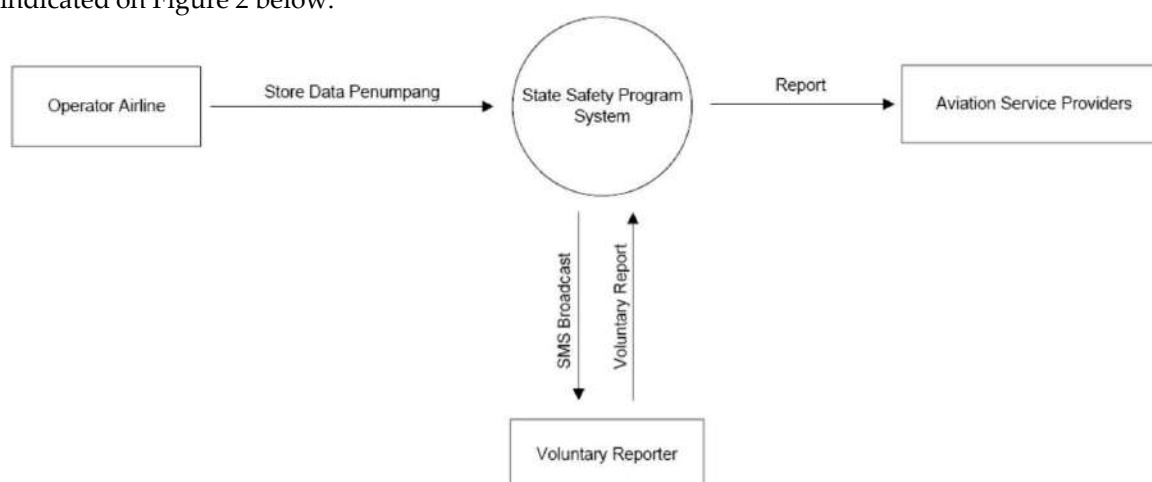 indicated on Figure 2 below.
Operator Airline
Store Data Penumpang
State Safety Program
System
Report
Aviation Service Providers
SMS Broadcast
Voluntary Report
Voluntary Reporter